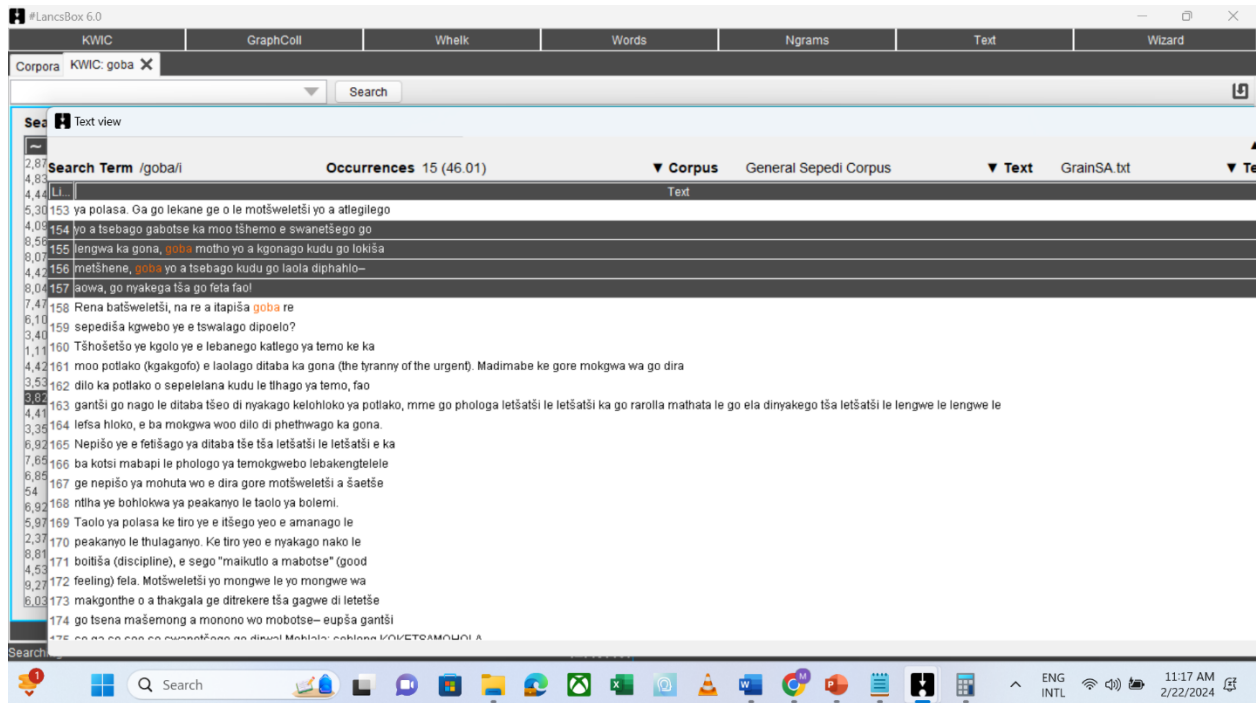 #LancsBox 6.0
KWIC GraphColl Whelk Words Ngrams Text Wizard
Corpora KWIC: goba
Search
Sea Text view
Search Term /goba/i Occurrences 15 (46.01) ▼ Corpus General Sepedi Corpus ▼ Text GrainSA.txt ▼ Te
Li... Text
153 ya polasa. Ga go lekane ge o le motšweletši yo a atlegilego
154 yo a tsebago gabotse ka moo tšhemo e swanetšego go
155 lengwa ka gona, goba motho yo a kgonago kudu go lokiša
156 metšhene, goba yo a tsebago kudu go laola diphahlo–
157 aowa, go nyakega tša go feta fao!
158 Rena batšweletši, na re a itapiša goba re
159 sepediša kgwebo ye e tswalago dipoelo?
160 Tšhošetšo ye kgolo ye e lebanego katlego ya temo ke ka
161 moo potlako (kgakgofo) e laolago ditaba ka gona (the tyranny of the urgent). Madimabe ke gore mokgwa wa go dira
162 dilo ka potlako o sepelelana kudu le tlhago ya temo, fao
163 gantši go nago le ditaba tšeo di nyakago kelohloko ya potlako, mme go phologa letšatši le letšatši ka go rarolla mathata le go ela dinyakego tša letšatši le lengwe le lengwe le
164 lefsa hloko, e ba mokgwa woo dilo di phethwago ka gona.
165 Nepišo ye e fetišago ya ditaba tše tša letšatši le letšatši e ka
166 ba kotsi mabapi le phologo ya temokgwebo lebakengtelele
167 ge nepišo ya mohuta wo e dira gore motšweletši a šaetše
168 ntlha ye bohlokwa ya peakanyo le taolo ya bolemi.
169 Taolo ya polasa ke tiro ye e itšego yeo e amanago le
170 peakanyo le thulaganyo. Ke tiro yeo e nyakago nako le
171 boitiša (discipline), e sego "maikutlo a mabotse" (good
172 feeling) fela. Motšweletši yo mongwe le yo mongwe wa
173 makgonthe o a thakgala ge ditrekere tša gagwe di letetše
174 go tsena mašemong a monono wo mobotse– eupša gantši
Search
Search
ENG
INTL
11:17 AM
2/22/2024